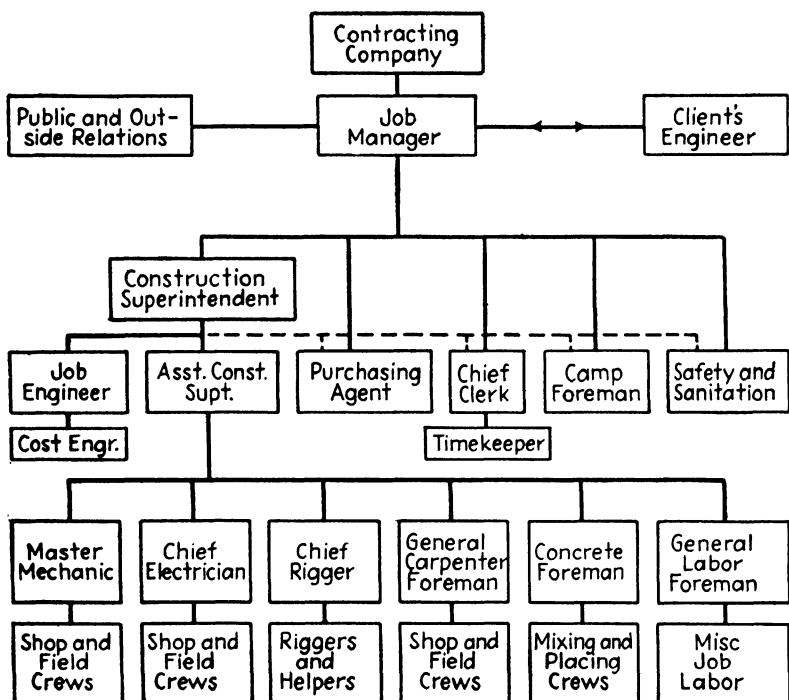 Contracting
Company
Public and Out-
side Relations
Job
Manager
Client's
Engineer
Construction
Superintendent
Job
Engineer
Asst. Const.
Supt.
Purchasing
Agent
Chief
Clerk
Camp
Foreman
Safety and
Sanitation
Cost Engr.
Timekeeper
Master
Mechanic
Chief
Electrician
Chief
Rigger
General
Carpenter
Foreman
Concrete
Foreman
General
Labor
Foreman
Shop and
Field
Crews
Shop and
Field
Crews
Riggers
and
Helpers
Shop and
Field
Crews
Mixing and
Placing
Crews
Misc
Job
Labor